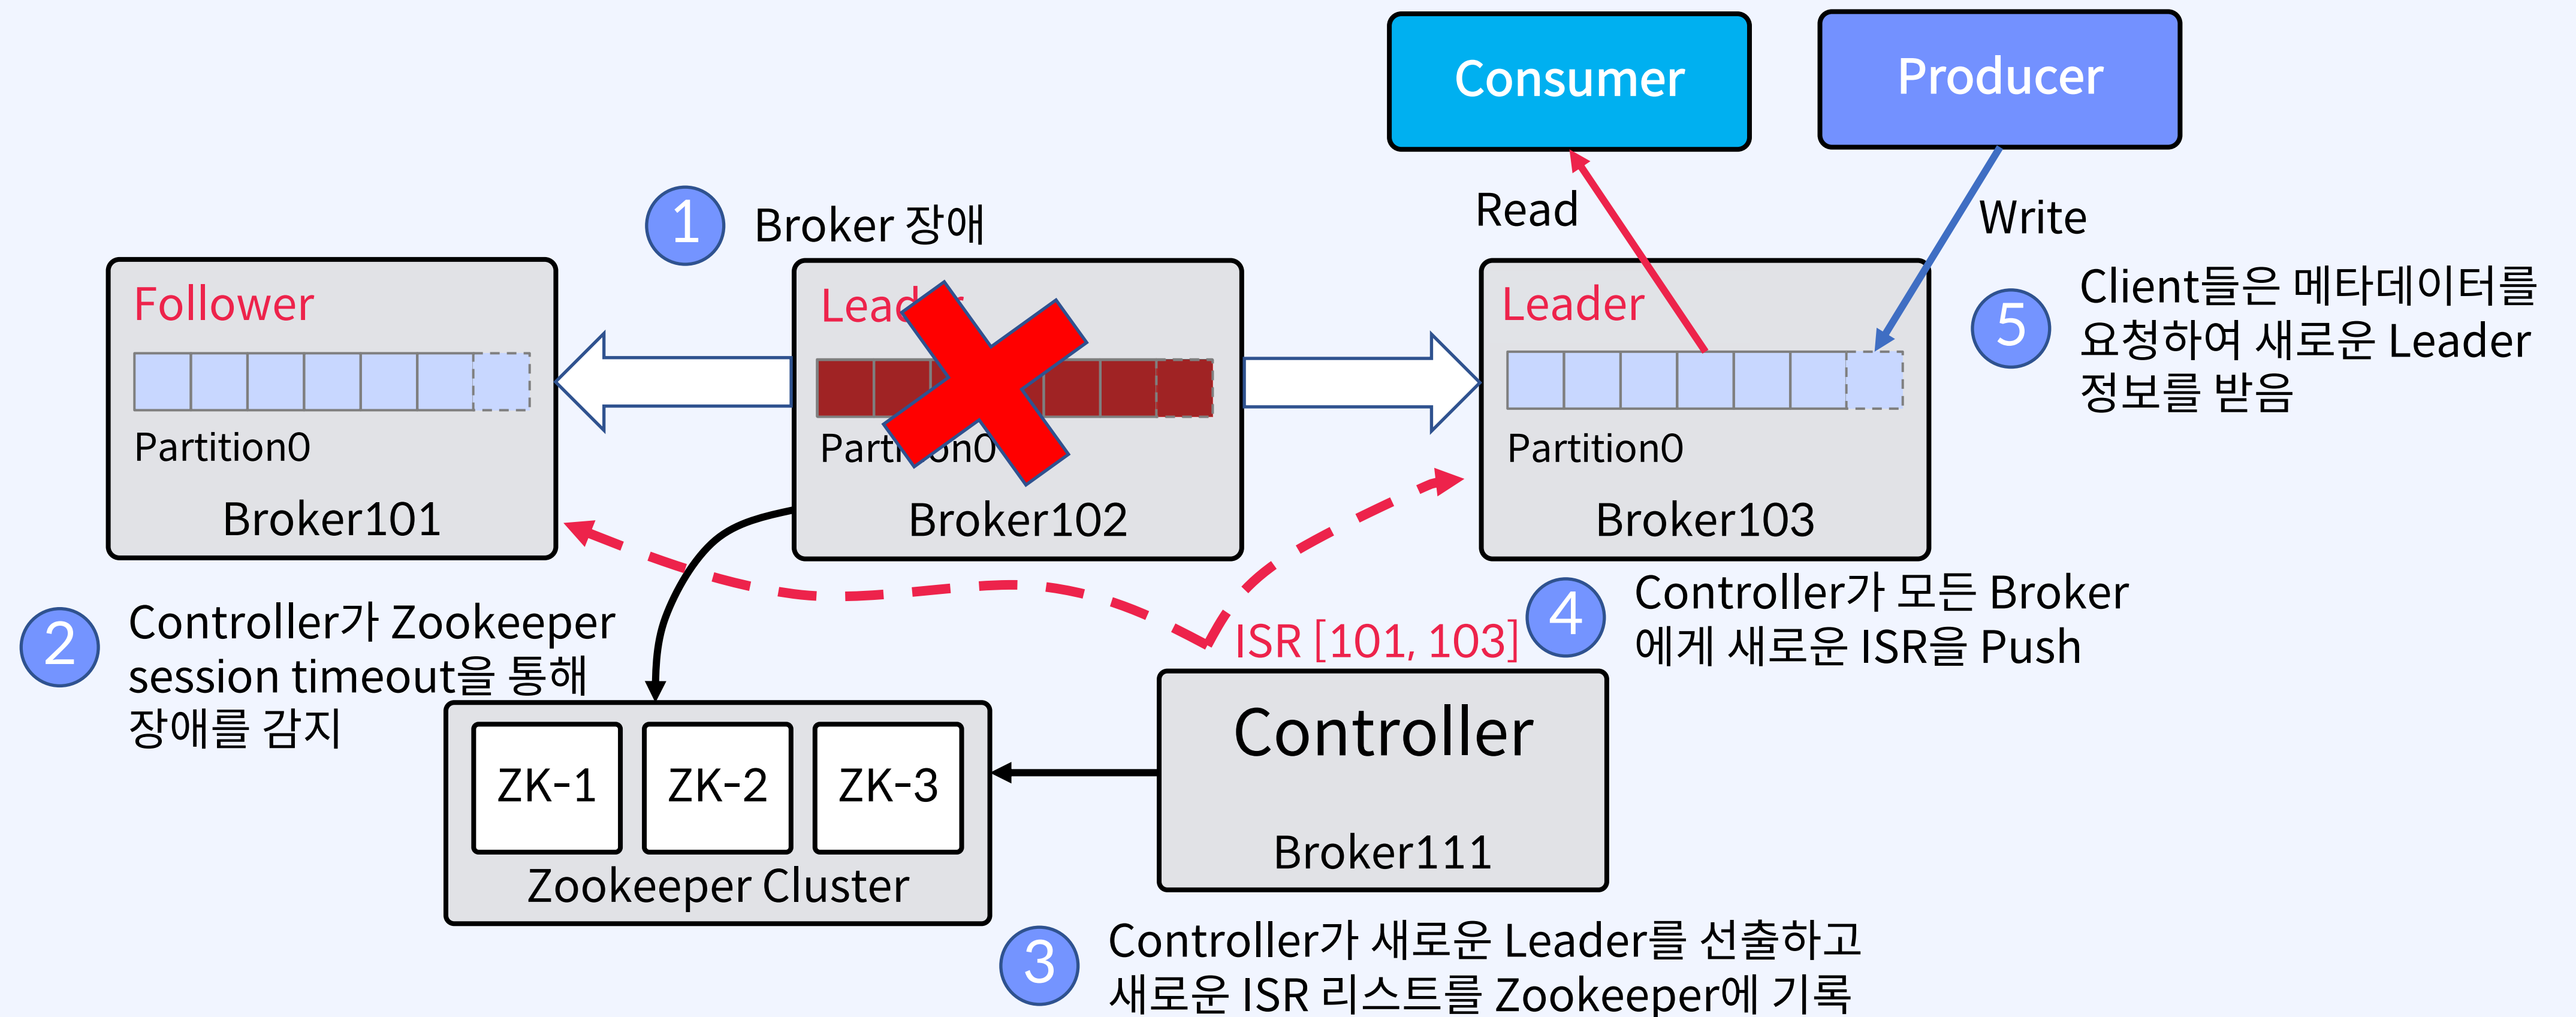 Consumer
Producer
Read
Write
1
Broker 장애
Follower
Partition0
Broker101
Leader
Partition0
Broker102
Leader
Partition0
Broker103
5
Client들은 메타데이터를
요청하여 새로운 Leader
정보를 받음
2
Controller가 Zookeeper
session timeout을 통해
장애를 감지
ISR [101, 103]
4
Controller가 모든 Broker
에게 새로운 ISR을 Push
ZK-1
ZK-2
ZK-3
Zookeeper Cluster
Controller
Broker111
3
Controller가 새로운 Leader를 선출하고
새로운 ISR 리스트를 Zookeeper에 기록